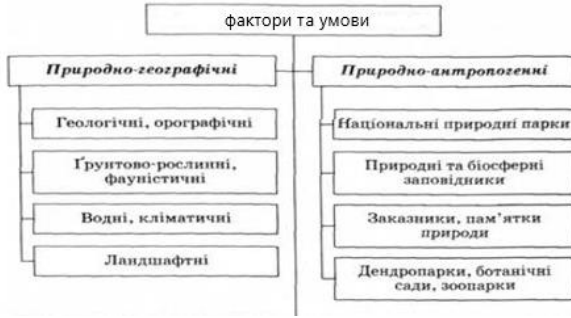 фактори та умови
Природно-географічні
Природно-антропогенні
Геологічні, орографічні
Ґрунтово-рослинні,
фауністичні
Водні, кліматичні
Ландшафтні
Національні природні парки
Природні та біосферні
заповідники
Заказники, пам'ятки
природи
Дендропарки, ботанічні
сади, зоопарки